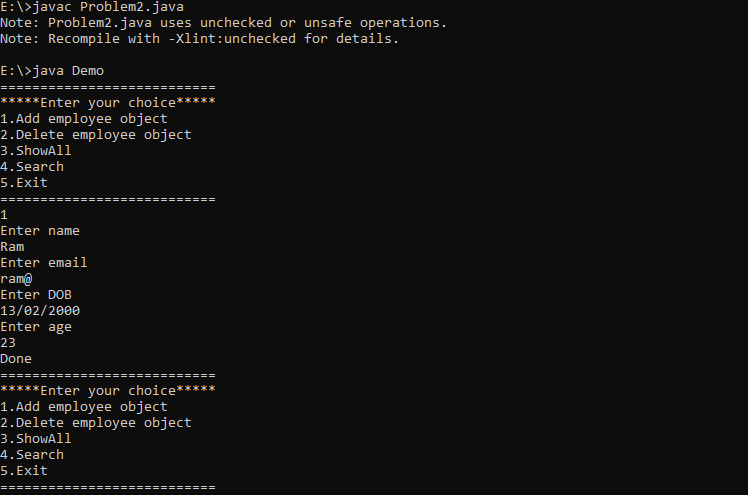 E:\>javac Problem2.java
Note: Problem2.java uses unchecked or unsafe operations.
Note: Recompile with -Xlint:unchecked for details.
E:\>java Demo
===========================
*****Enter your choice*****
1.Add employee object
2.Delete employee object
3.ShowAll
4.Search
5.Exit
===========================
1
Enter name
Ram
Enter email
ram@
Enter DOB
13/02/2000
Enter age
23
Done
===========================
*****Enter your choice*****
1.Add employee object
2.Delete employee object
3.ShowAll
4.Search
5.Exit
===========================